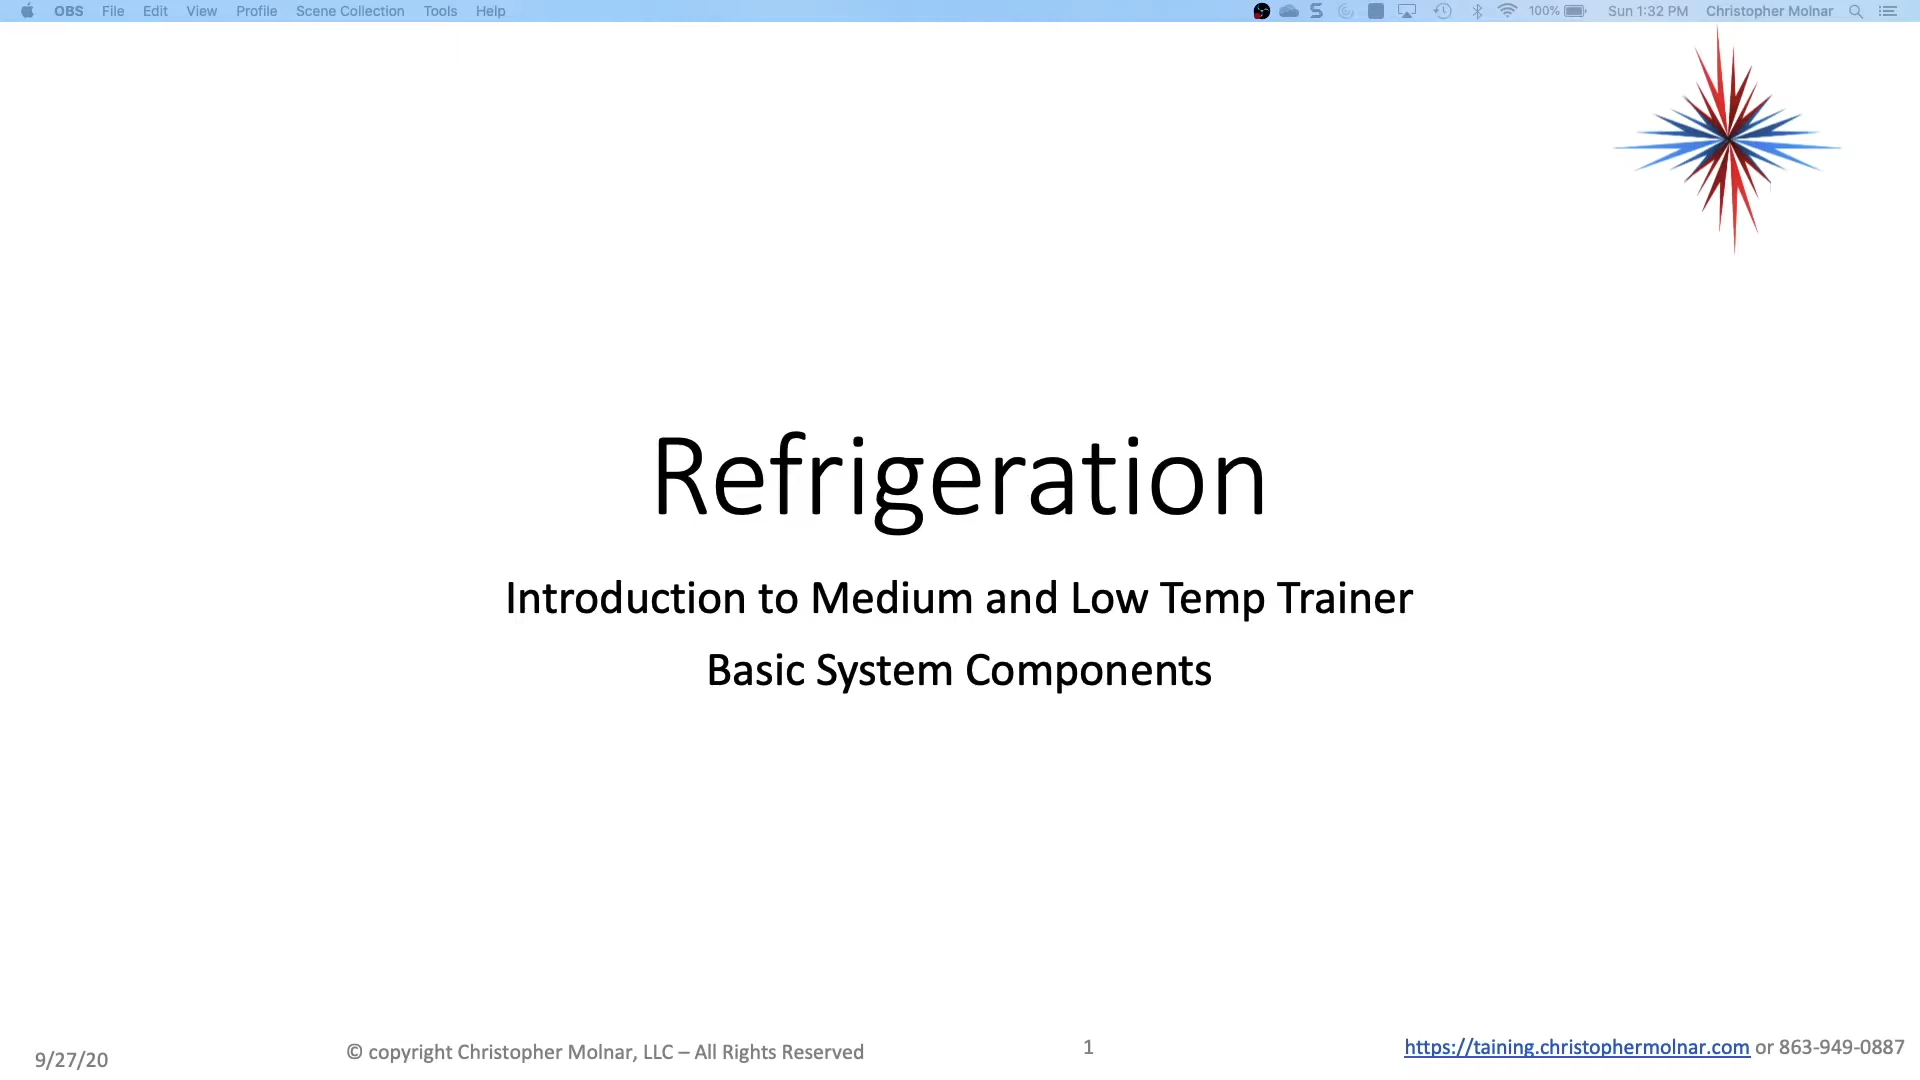 OBS File Edit View Profile Scene Collection Tools Help 100% Sun 1:32 PM Christopher Molnar
Refrigeration
Introduction to Medium and Low Temp Trainer
Basic System Components
9/27/20 © copyright Christopher Molnar, LLC – All Rights Reserved 1 https://taining.christophermolnar.com or 863-949-0887